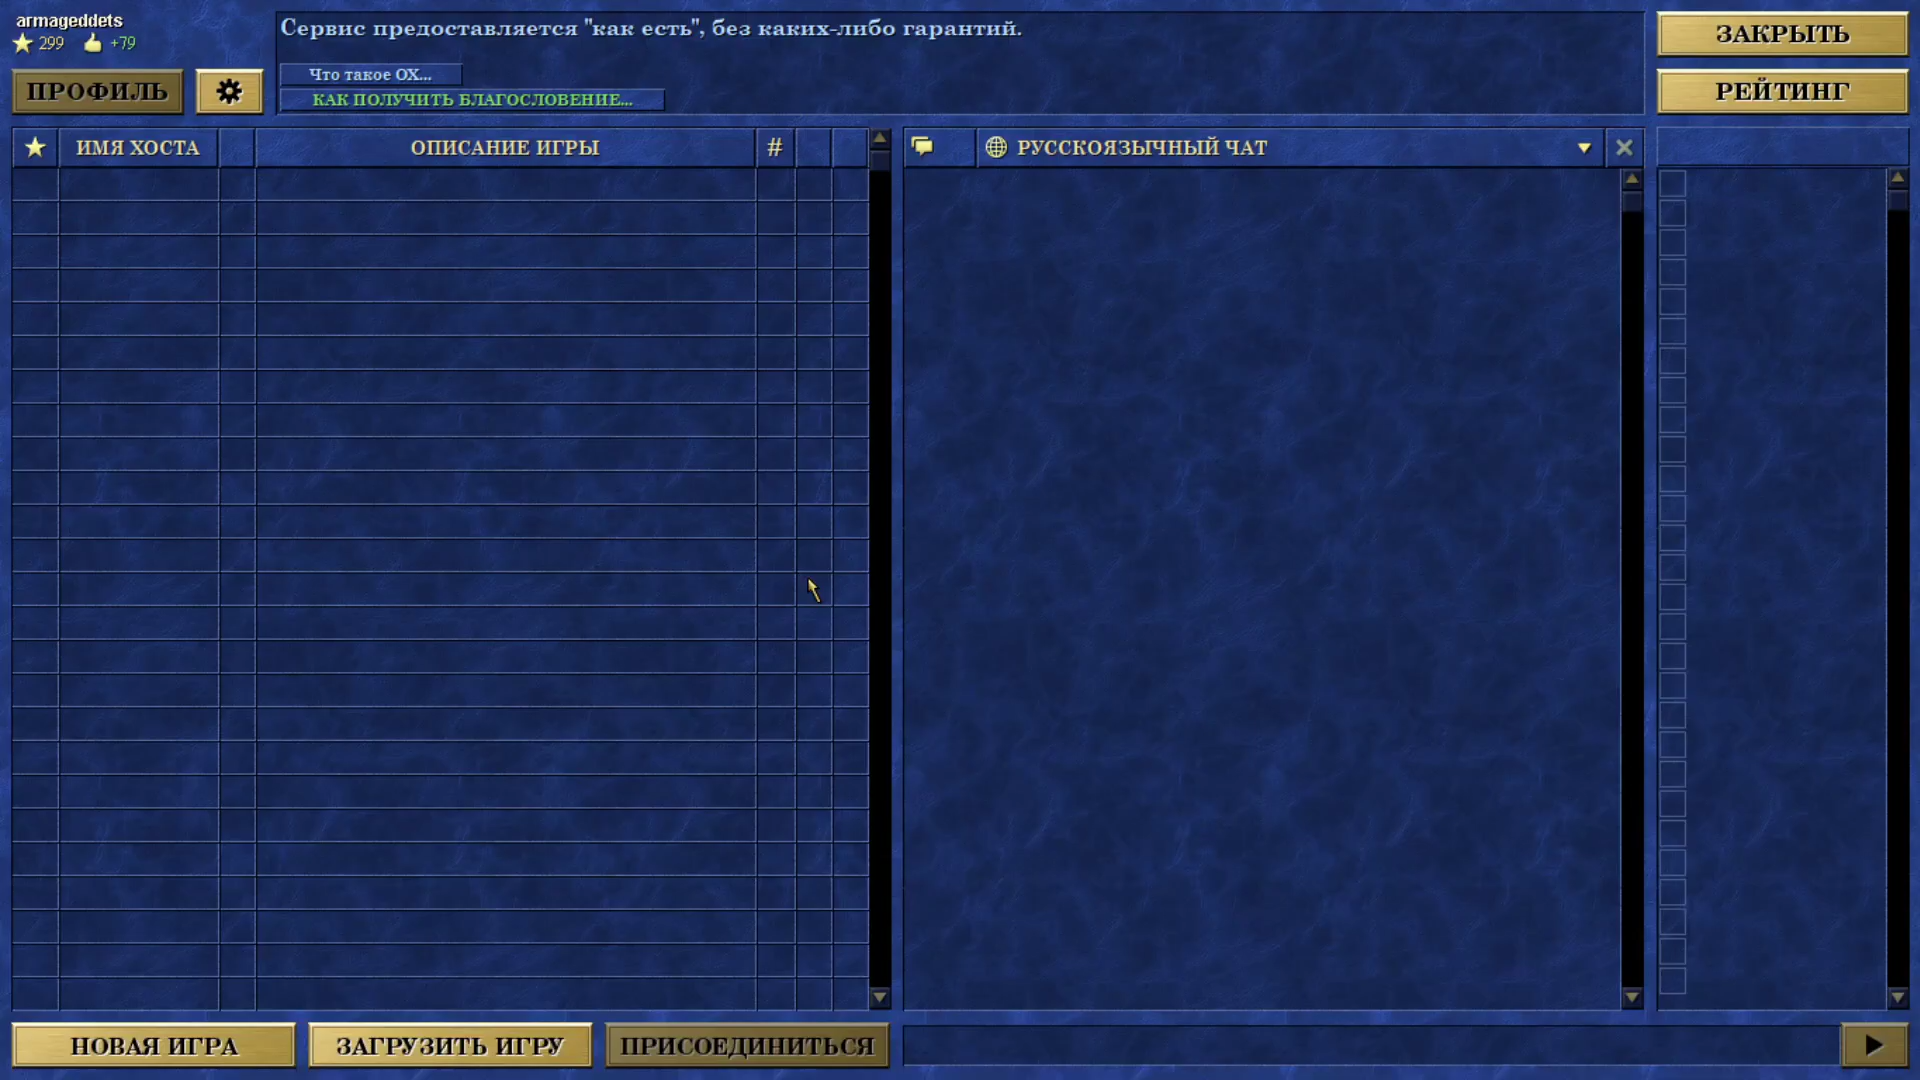 armageddets
299 +79
ПРОФИЛЬ
Сервис предоставляется "как есть", без каких-либо гарантий.
Что такое ОХ...
КАК ПОЛУЧИТЬ БЛАГОСЛОВЕНИЕ...
ЗАКРЫТЬ
РЕЙТИНГ
ИМЯ ХОСТА
ОПИСАНИЕ ИГРЫ
#
РУССКОЯЗЫЧНЫЙ ЧАТ
НОВАЯ ИГРА
ЗАГРУЗИТЬ ИГРУ
ПРИСОЕДИНИТЬСЯ